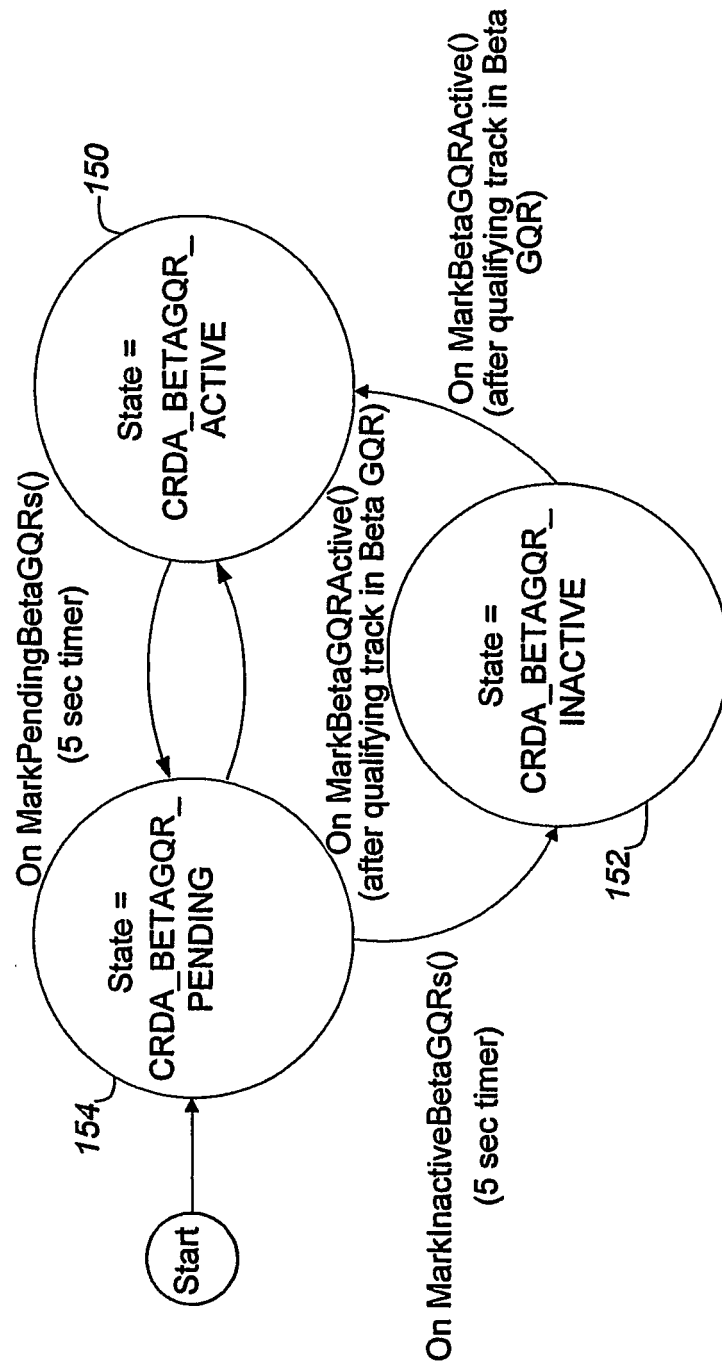 Start
154
State =
CRDA_BETAGQR_
PENDING
On MarkPendingBetaGQRs()
(5 sec timer)
150
State =
CRDA_BETAGQR_
ACTIVE
On MarkBetaGQRActive()
(after qualifying track in Beta GQR)
On MarkInactiveBetaGQRs()
(5 sec timer)
152
State =
CRDA_BETAGQR_
INACTIVE
On MarkBetaGQRActive()
(after qualifying track in Beta
GQR)